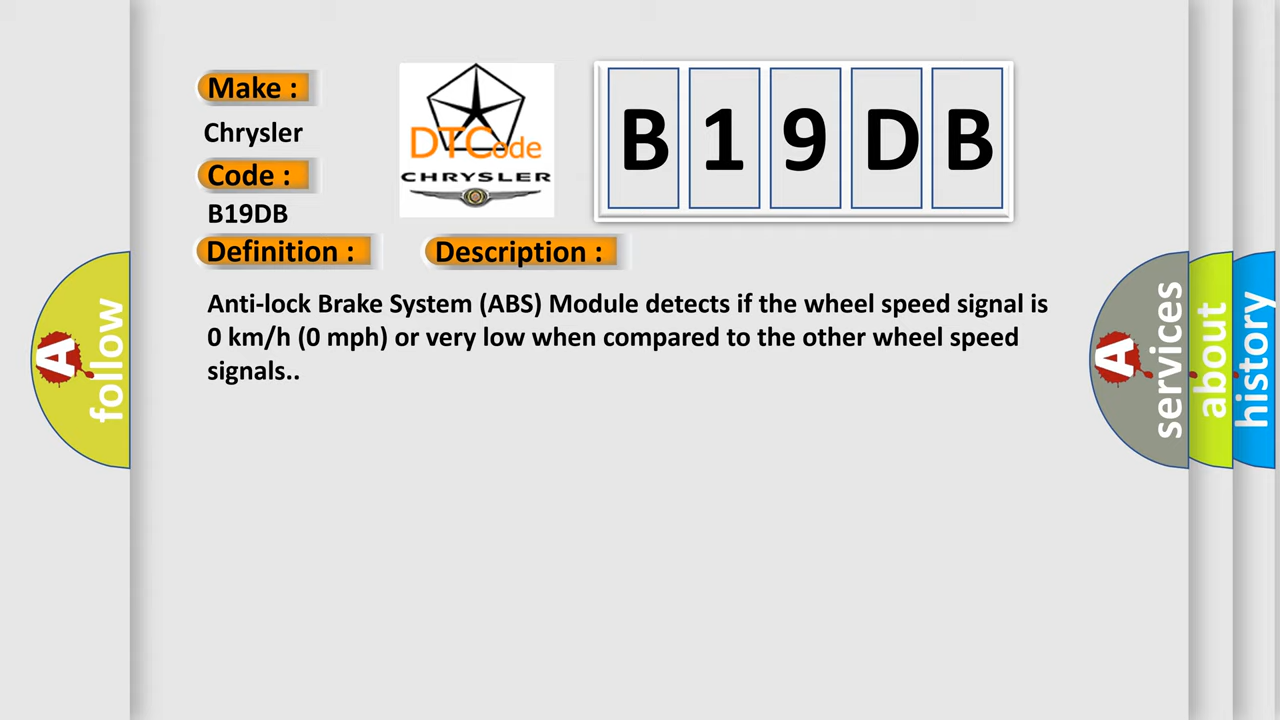 Make :
Chrysler
Code :
B19DB
Definition :
Description :
Anti-lock Brake System (ABS) Module detects if the wheel speed signal is
0 km/h (0 mph) or very low when compared to the other wheel speed
signals..
DTCode
CHRYSLER
B 1 9 D B
A follow
A services
about
history